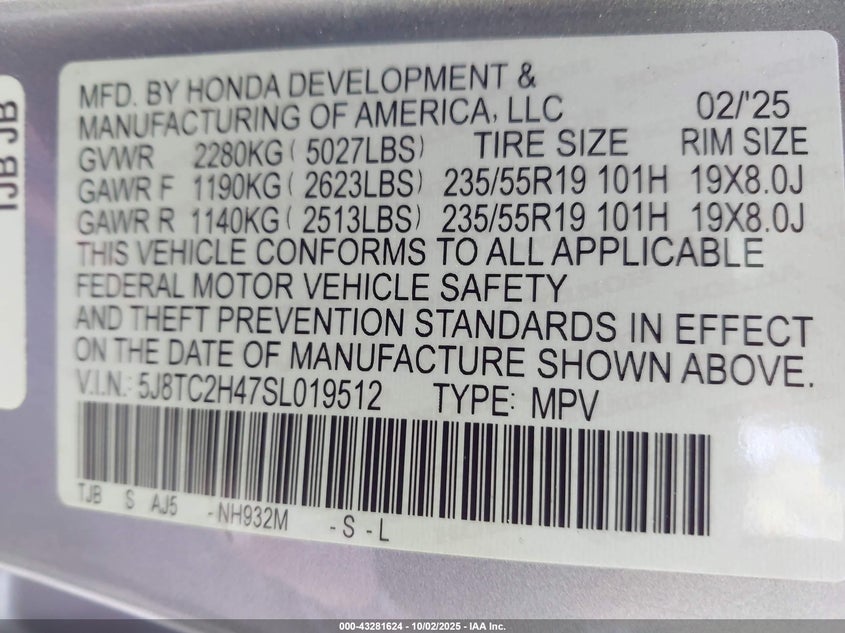 TJB JB
MFD. BY HONDA DEVELOPMENT &
MANUFACTURING OF AMERICA, LLC 02/'25
GVWR 2280KG ( 5027LBS) TIRE SIZE RIM SIZE
GAWR F 1190KG ( 2623LBS) 235/55R19 101H 19X8.0J
GAWR R 1140KG ( 2513LBS) 235/55R19 101H 19X8.0J
THIS VEHICLE CONFORMS TO ALL APPLICABLE
FEDERAL MOTOR VEHICLE SAFETY
AND THEFT PREVENTION STANDARDS IN EFFECT
ON THE DATE OF MANUFACTURE SHOWN ABOVE.
V.I.N.: 5J8TC2H47SL019512 TYPE: MPV
TJB S AJ5 -NH932M -S-L
000-43281624 | 10/02/2025 | IAA Inc.